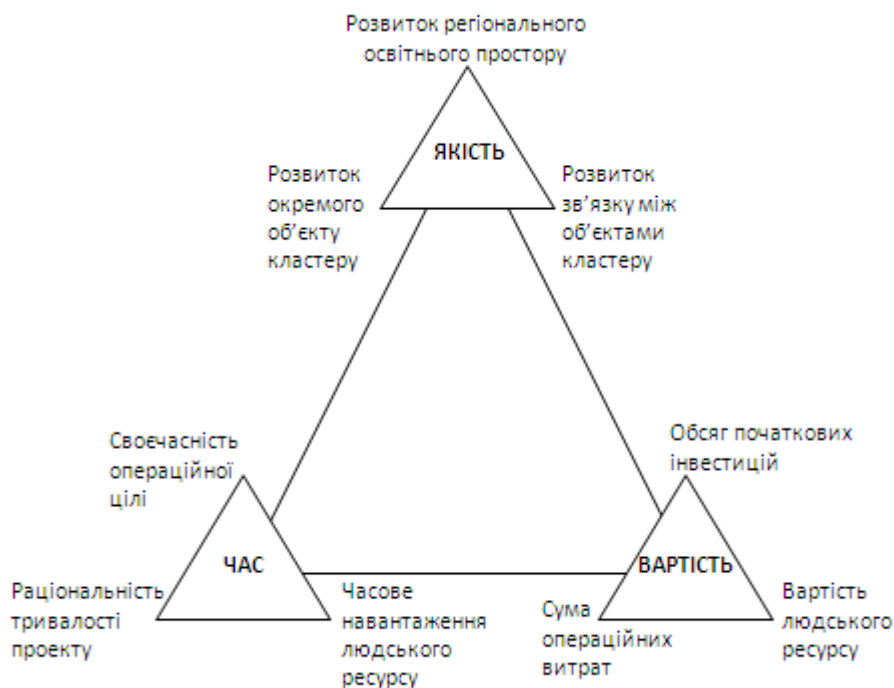 Розвиток регіонального
освітнього простору
ЯКІСТЬ
Розвиток
окремого
об’єкту
кластеру
Розвиток
зв’язку між
об’єктами
кластеру
Своєчасність
операційної
цілі
ЧАС
Раціональність
тривалості
проекту
Часове
навантаження
людського
ресурсу
Обсяг початкових
інвестицій
ВАРТІСТЬ
Сума
операційних
витрат
Вартість
людського
ресурсу